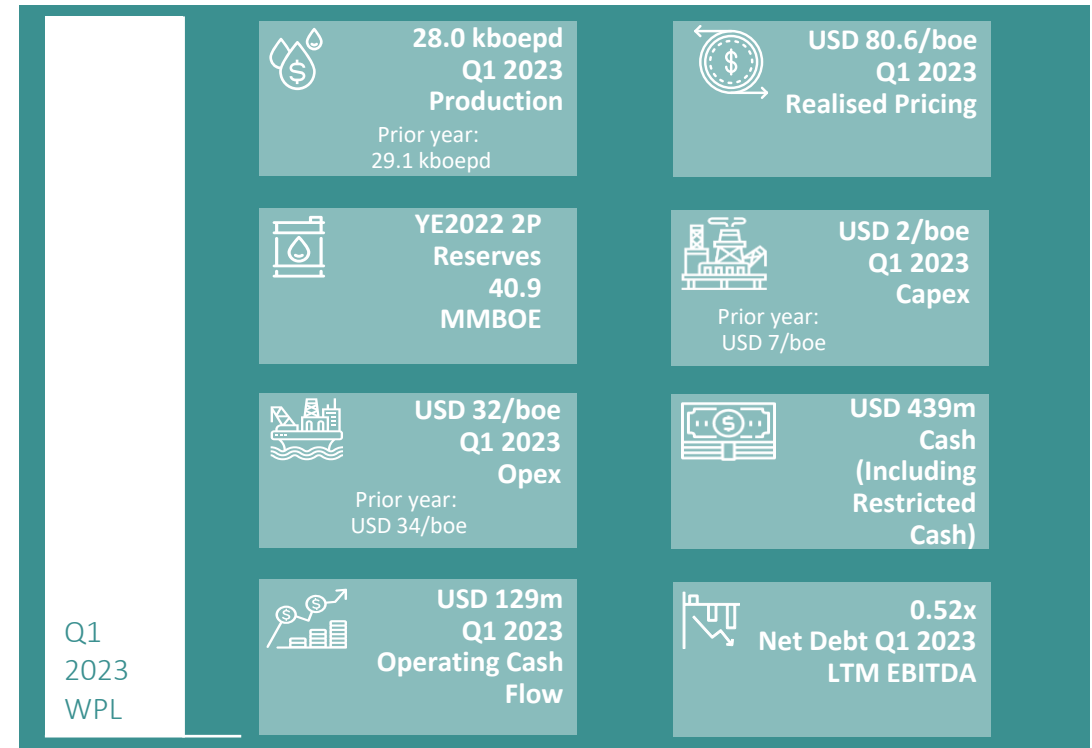 28.0 kboepd
Q1 2023
Production
Prior year:
29.1 kboepd
USD 80.6/boe
Q1 2023
Realised Pricing
YE2022 2P
Reserves
40.9
MMBOE
USD 2/boe
Q1 2023
Capex
Prior year:
USD 7/boe
USD 32/boe
Q1 2023
Opex
Prior year:
USD 34/boe
USD 439m
Cash
(Including
Restricted
Cash)
USD 129m
Q1 2023
Operating Cash
Flow
0.52x
Net Debt Q1 2023
LTM EBITDA
Q1
2023
WPL